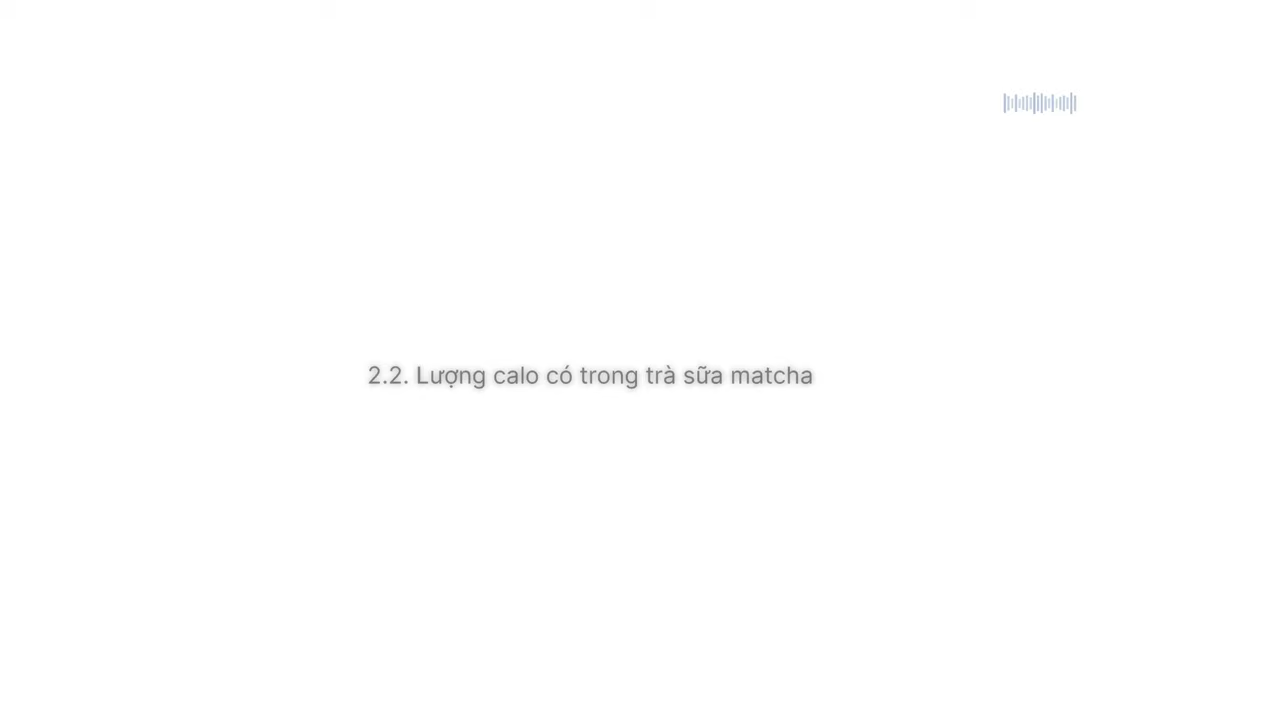 2.2. Lượng calo có trong trà sữa matcha